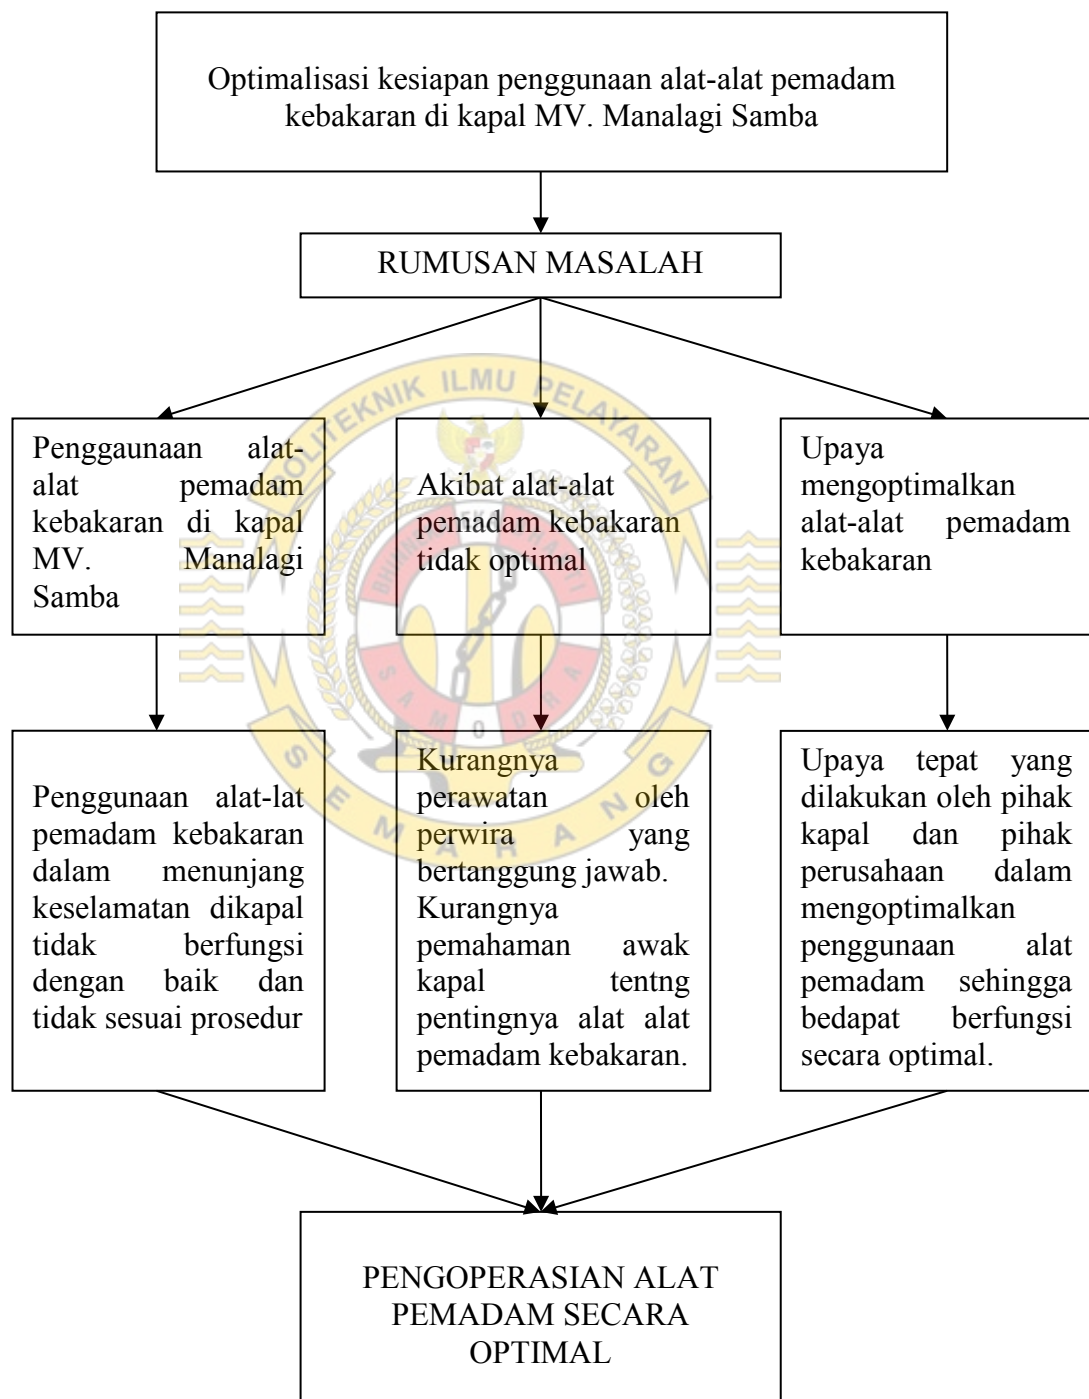 Optimalisasi kesiapan penggunaan alat-alat pemadam
kebakaran di kapal MV. Manalagi Samba
RUMUSAN MASALAH
Penggaunaan alat-
alat pemadam
kebakaran di kapal
MV. Manalagi
Samba
Akibat alat-alat
pemadam kebakaran
tidak optimal
Upaya
mengoptimalkan
alat-alat pemadam
kebakaran
Penggunaan alat-lat
pemadam kebakaran
dalam menunjang
keselamatan dikapal
tidak berfungsi
dengan baik dan
tidak sesuai prosedur
Kurangnya
perawatan oleh
perwira yang
bertanggung jawab.
Kurangnya
pemahaman awak
kapal tentng
pentingnya alat alat
pemadam kebakaran.
Upaya tepat yang
dilakukan oleh pihak
kapal dan pihak
perusahaan dalam
mengoptimalkan
penggunaan alat
pemadam sehingga
bedapat berfungsi
secara optimal.
PENGOPERASIAN ALAT
PEMADAM SECARA
OPTIMAL
POLITEKNIK ILMU PELAYARAN
SAMODRA
SEMARANG